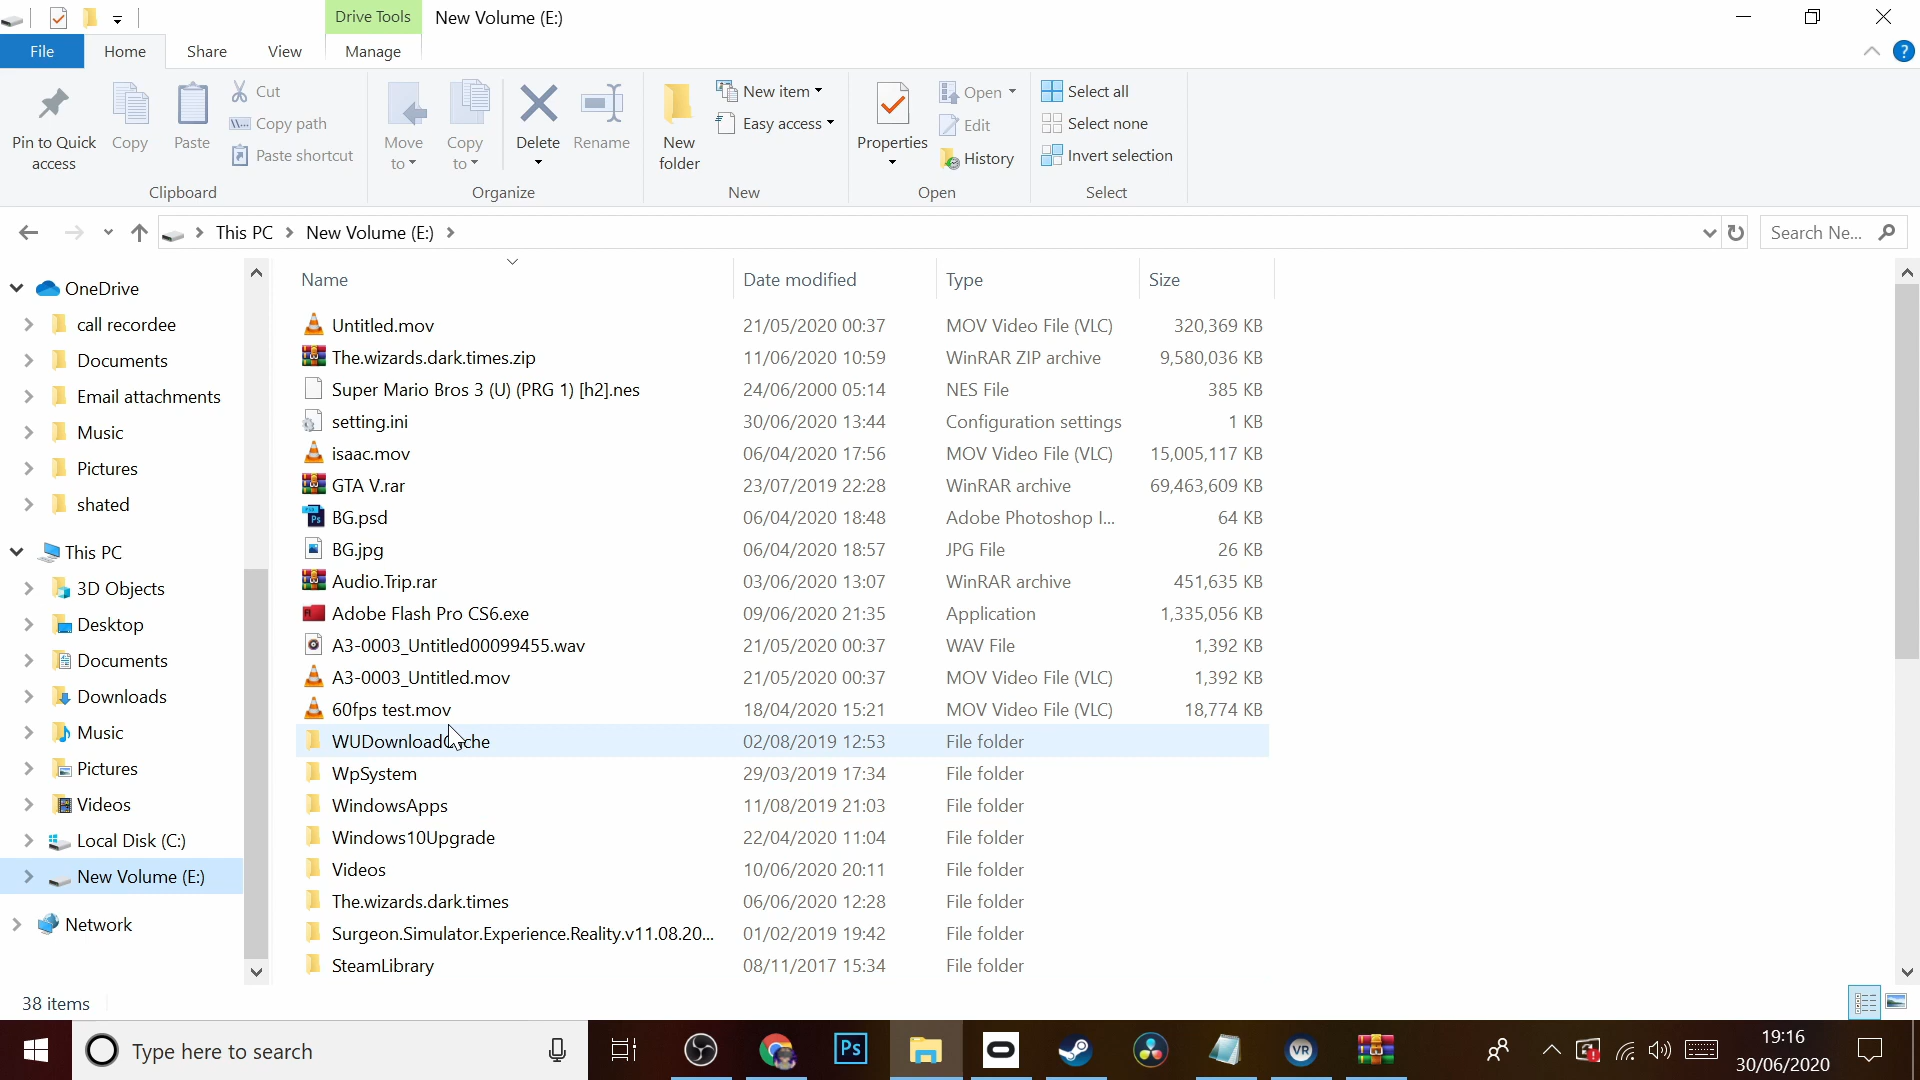 Drive Tools New Volume (E:)
File Home Share View Manage
Pin to Quick access
Copy
Paste
Cut
Copy path
Paste shortcut
Clipboard
Move to
Copy to
Delete
Rename
Organize
New folder
New item
Easy access
New
Properties
Open
Edit
History
Open
Select all
Select none
Invert selection
Select
This PC New Volume (E:)
Search Ne...
OneDrive
call recordee
Documents
Email attachments
Music
Pictures
shated
This PC
3D Objects
Desktop
Documents
Downloads
Music
Pictures
Videos
Local Disk (C:)
New Volume (E:)
Network
Name Date modified Type Size
Untitled.mov 21/05/2020 00:37 MOV Video File (VLC) 320,369 KB
The.wizards.dark.times.zip 11/06/2020 10:59 WinRAR ZIP archive 9,580,036 KB
Super Mario Bros 3 (U) (PRG 1) [h2].nes 24/06/2000 05:14 NES File 385 KB
setting.ini 30/06/2020 13:44 Configuration settings 1 KB
isaac.mov 06/04/2020 17:56 MOV Video File (VLC) 15,005,117 KB
GTA V.rar 23/07/2019 22:28 WinRAR archive 69,463,609 KB
BG.psd 06/04/2020 18:48 Adobe Photoshop I... 64 KB
BG.jpg 06/04/2020 18:57 JPG File 26 KB
Audio.Trip.rar 03/06/2020 13:07 WinRAR archive 451,635 KB
Adobe Flash Pro CS6.exe 09/06/2020 21:35 Application 1,335,056 KB
A3-0003_Untitled00099455.wav 21/05/2020 00:37 WAV File 1,392 KB
A3-0003_Untitled.mov 21/05/2020 00:37 MOV Video File (VLC) 1,392 KB
60fps test.mov 18/04/2020 15:21 MOV Video File (VLC) 18,774 KB
WUDownloadCache 02/08/2019 12:53 File folder
WpSystem 29/03/2019 17:34 File folder
WindowsApps 11/08/2019 21:03 File folder
Windows10Upgrade 22/04/2020 11:04 File folder
Videos 10/06/2020 20:11 File folder
The.wizards.dark.times 06/06/2020 12:28 File folder
Surgeon.Simulator.Experience.Reality.v11.08.20... 01/02/2019 19:42 File folder
SteamLibrary 08/11/2017 15:34 File folder
38 items
Type here to search
Ps
VR
19:16
30/06/2020